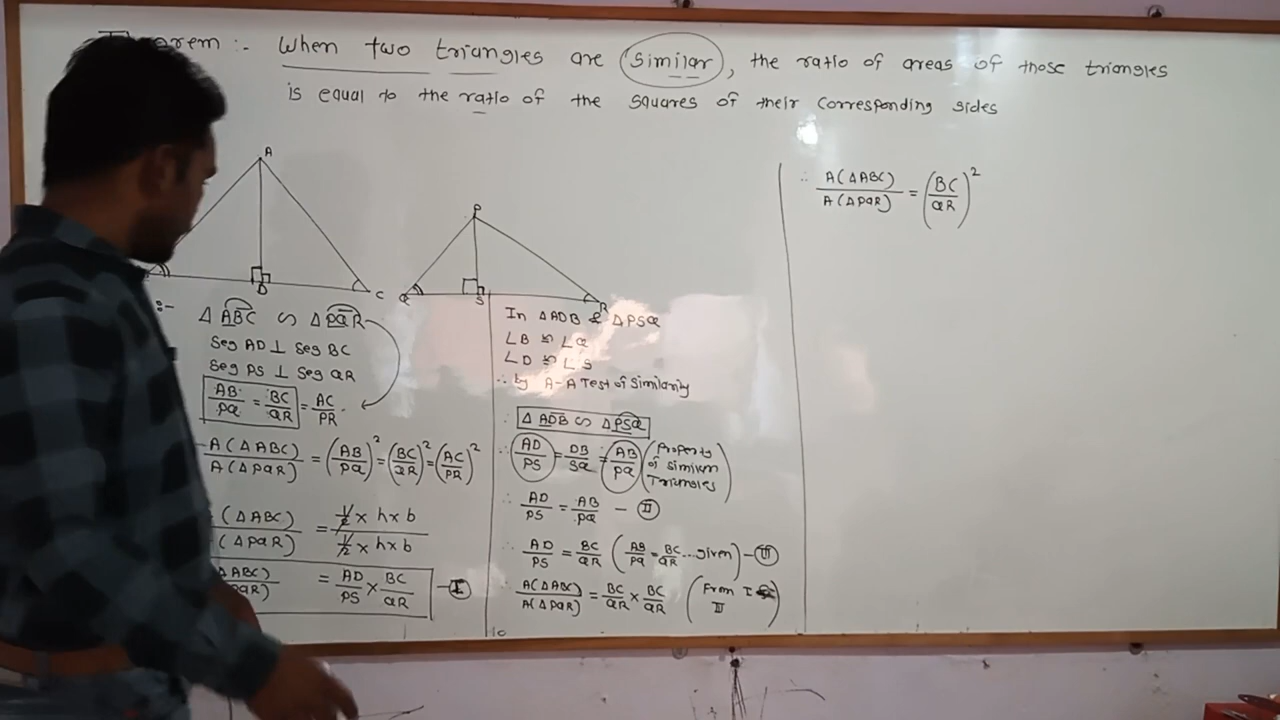 Theorem :- When two triangles are similar, the ratio of areas of those triangles
is equal to the ratio of the squares of their corresponding sides
A
D
C
P
Q
S
R
:- Δ ABC ∽ Δ PQR
Seg AD ⊥ Seg BC
Seg PS ⊥ Seg QR
AB/PQ = BC/QR = AC/PR
A(ΔABC)/A(ΔPQR) = (AB/PQ)² = (BC/QR)² = (AC/PR)²
(ΔABC)/(ΔPQR) = 1/2 × h × b / 1/2 × h × b
ΔABC)/PQR) = AD/PS × BC/QR — I
In ΔADB & ΔPSQ
∠B ≅ ∠Q
∠D ≅ ∠S
∴ by A-A Test of Similarity
∴ Δ ADB ∽ ΔPSQ
∴ AD/PS = DB/SQ = AB/PQ (Property of simium Triangles)
∴ AD/PS = AB/PQ — II
∴ AD/PS = BC/QR (AB/PQ = BC/QR ... given) — III
A(ΔABC)/A(ΔPQR) = BC/QR × BC/QR (From I III)
∴ A(ΔABC)/A(ΔPQR) = (BC/QR)²